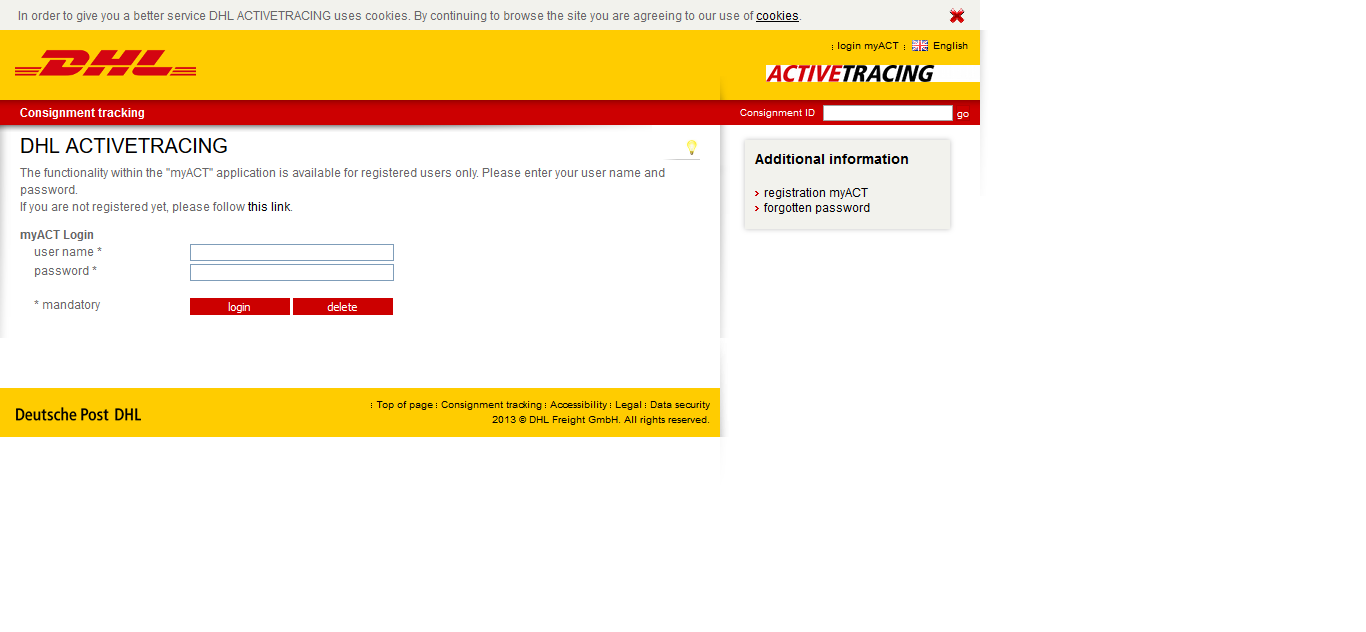 In order to give you a better service DHL ACTIVETRACING uses cookies. By continuing to browse the site you are agreeing to our use of cookies.
login myACT English
DHL
ACTIVETRACING
Consignment tracking
Consignment ID go
DHL ACTIVETRACING
The functionality within the "myACT" application is available for registered users only. Please enter your user name and
password.
If you are not registered yet, please follow this link.
myACT Login
user name *
password *
* mandatory login delete
Additional information
registration myACT
forgotten password
Deutsche Post DHL
Top of page Consignment tracking Accessibility Legal Data security
2013 © DHL Freight GmbH. All rights reserved.